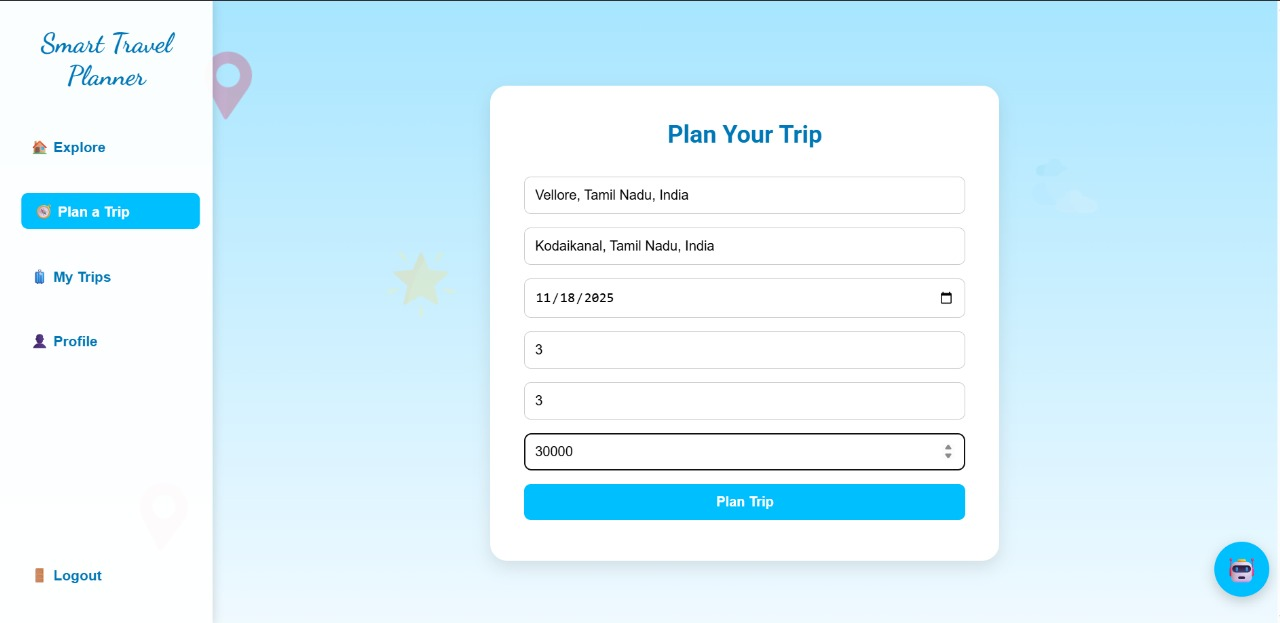 Smart Travel
Planner
Explore
Plan a Trip
My Trips
Profile
Logout
Plan Your Trip
Vellore, Tamil Nadu, India
Kodaikanal, Tamil Nadu, India
11/18/2025
3
3
30000
Plan Trip